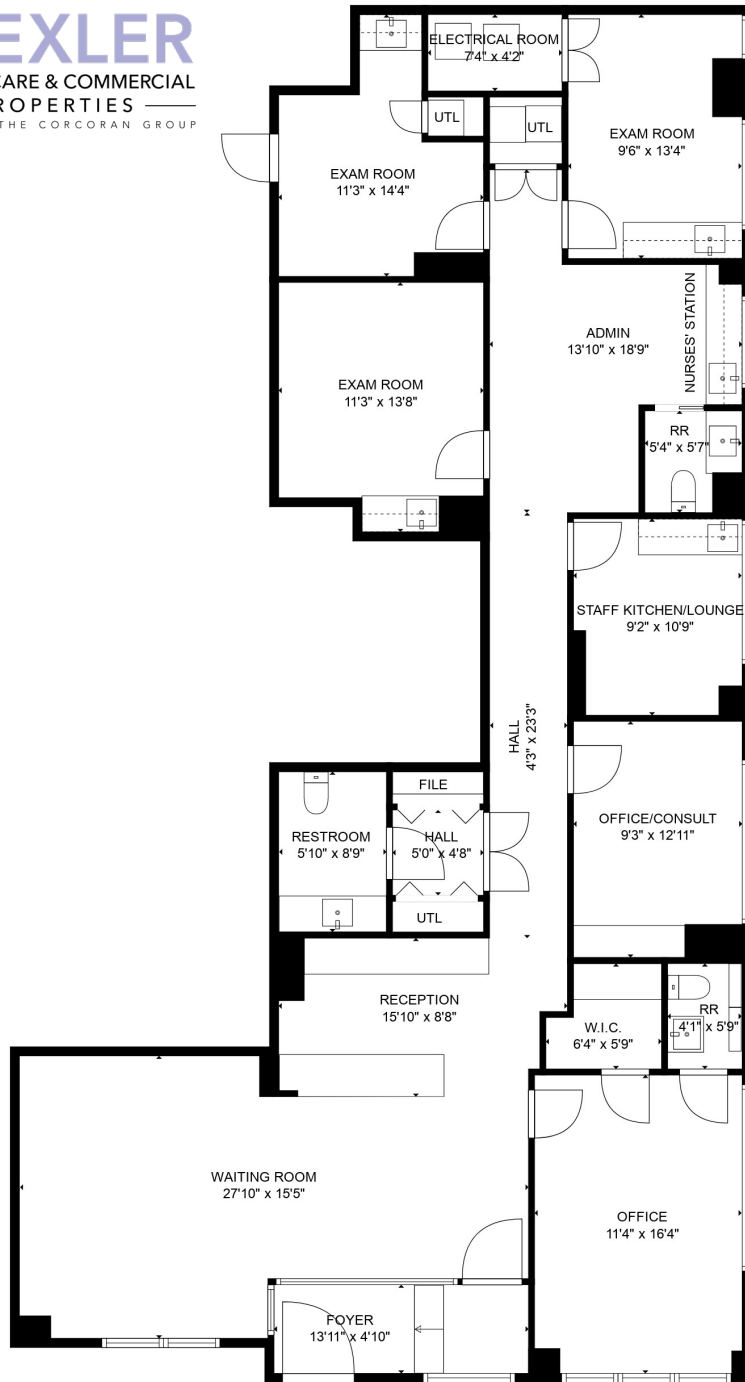 EXLER
CARE & COMMERCIAL
ROPERTIES
THE CORCORAN GROUP
ELECTRICAL ROOM
7'4" x 4'2"
UTL
UTL
EXAM ROOM
9'6" x 13'4"
EXAM ROOM
11'3" x 14'4"
ADMIN
13'10" x 18'9"
NURSES' STATION
EXAM ROOM
11'3" x 13'8"
RR
5'4" x 5'7"
STAFF KITCHEN/LOUNGE
9'2" x 10'9"
HALL
4'3" x 23'3"
FILE
RESTROOM
5'10" x 8'9"
HALL
5'0" x 4'8"
OFFICE/CONSULT
9'3" x 12'11"
UTL
RECEPTION
15'10" x 8'8"
W.I.C.
6'4" x 5'9"
RR
4'1" x 5'9"
WAITING ROOM
27'10" x 15'5"
OFFICE
11'4" x 16'4"
FOYER
13'11" x 4'10"